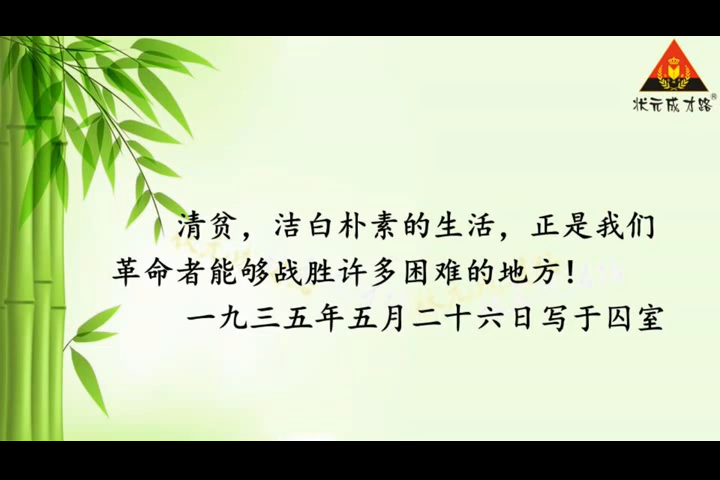 状元成才路®
清贫，洁白朴素的生活，正是我们
革命者能够战胜许多困难的地方！
一九三五年五月二十六日写于囚室